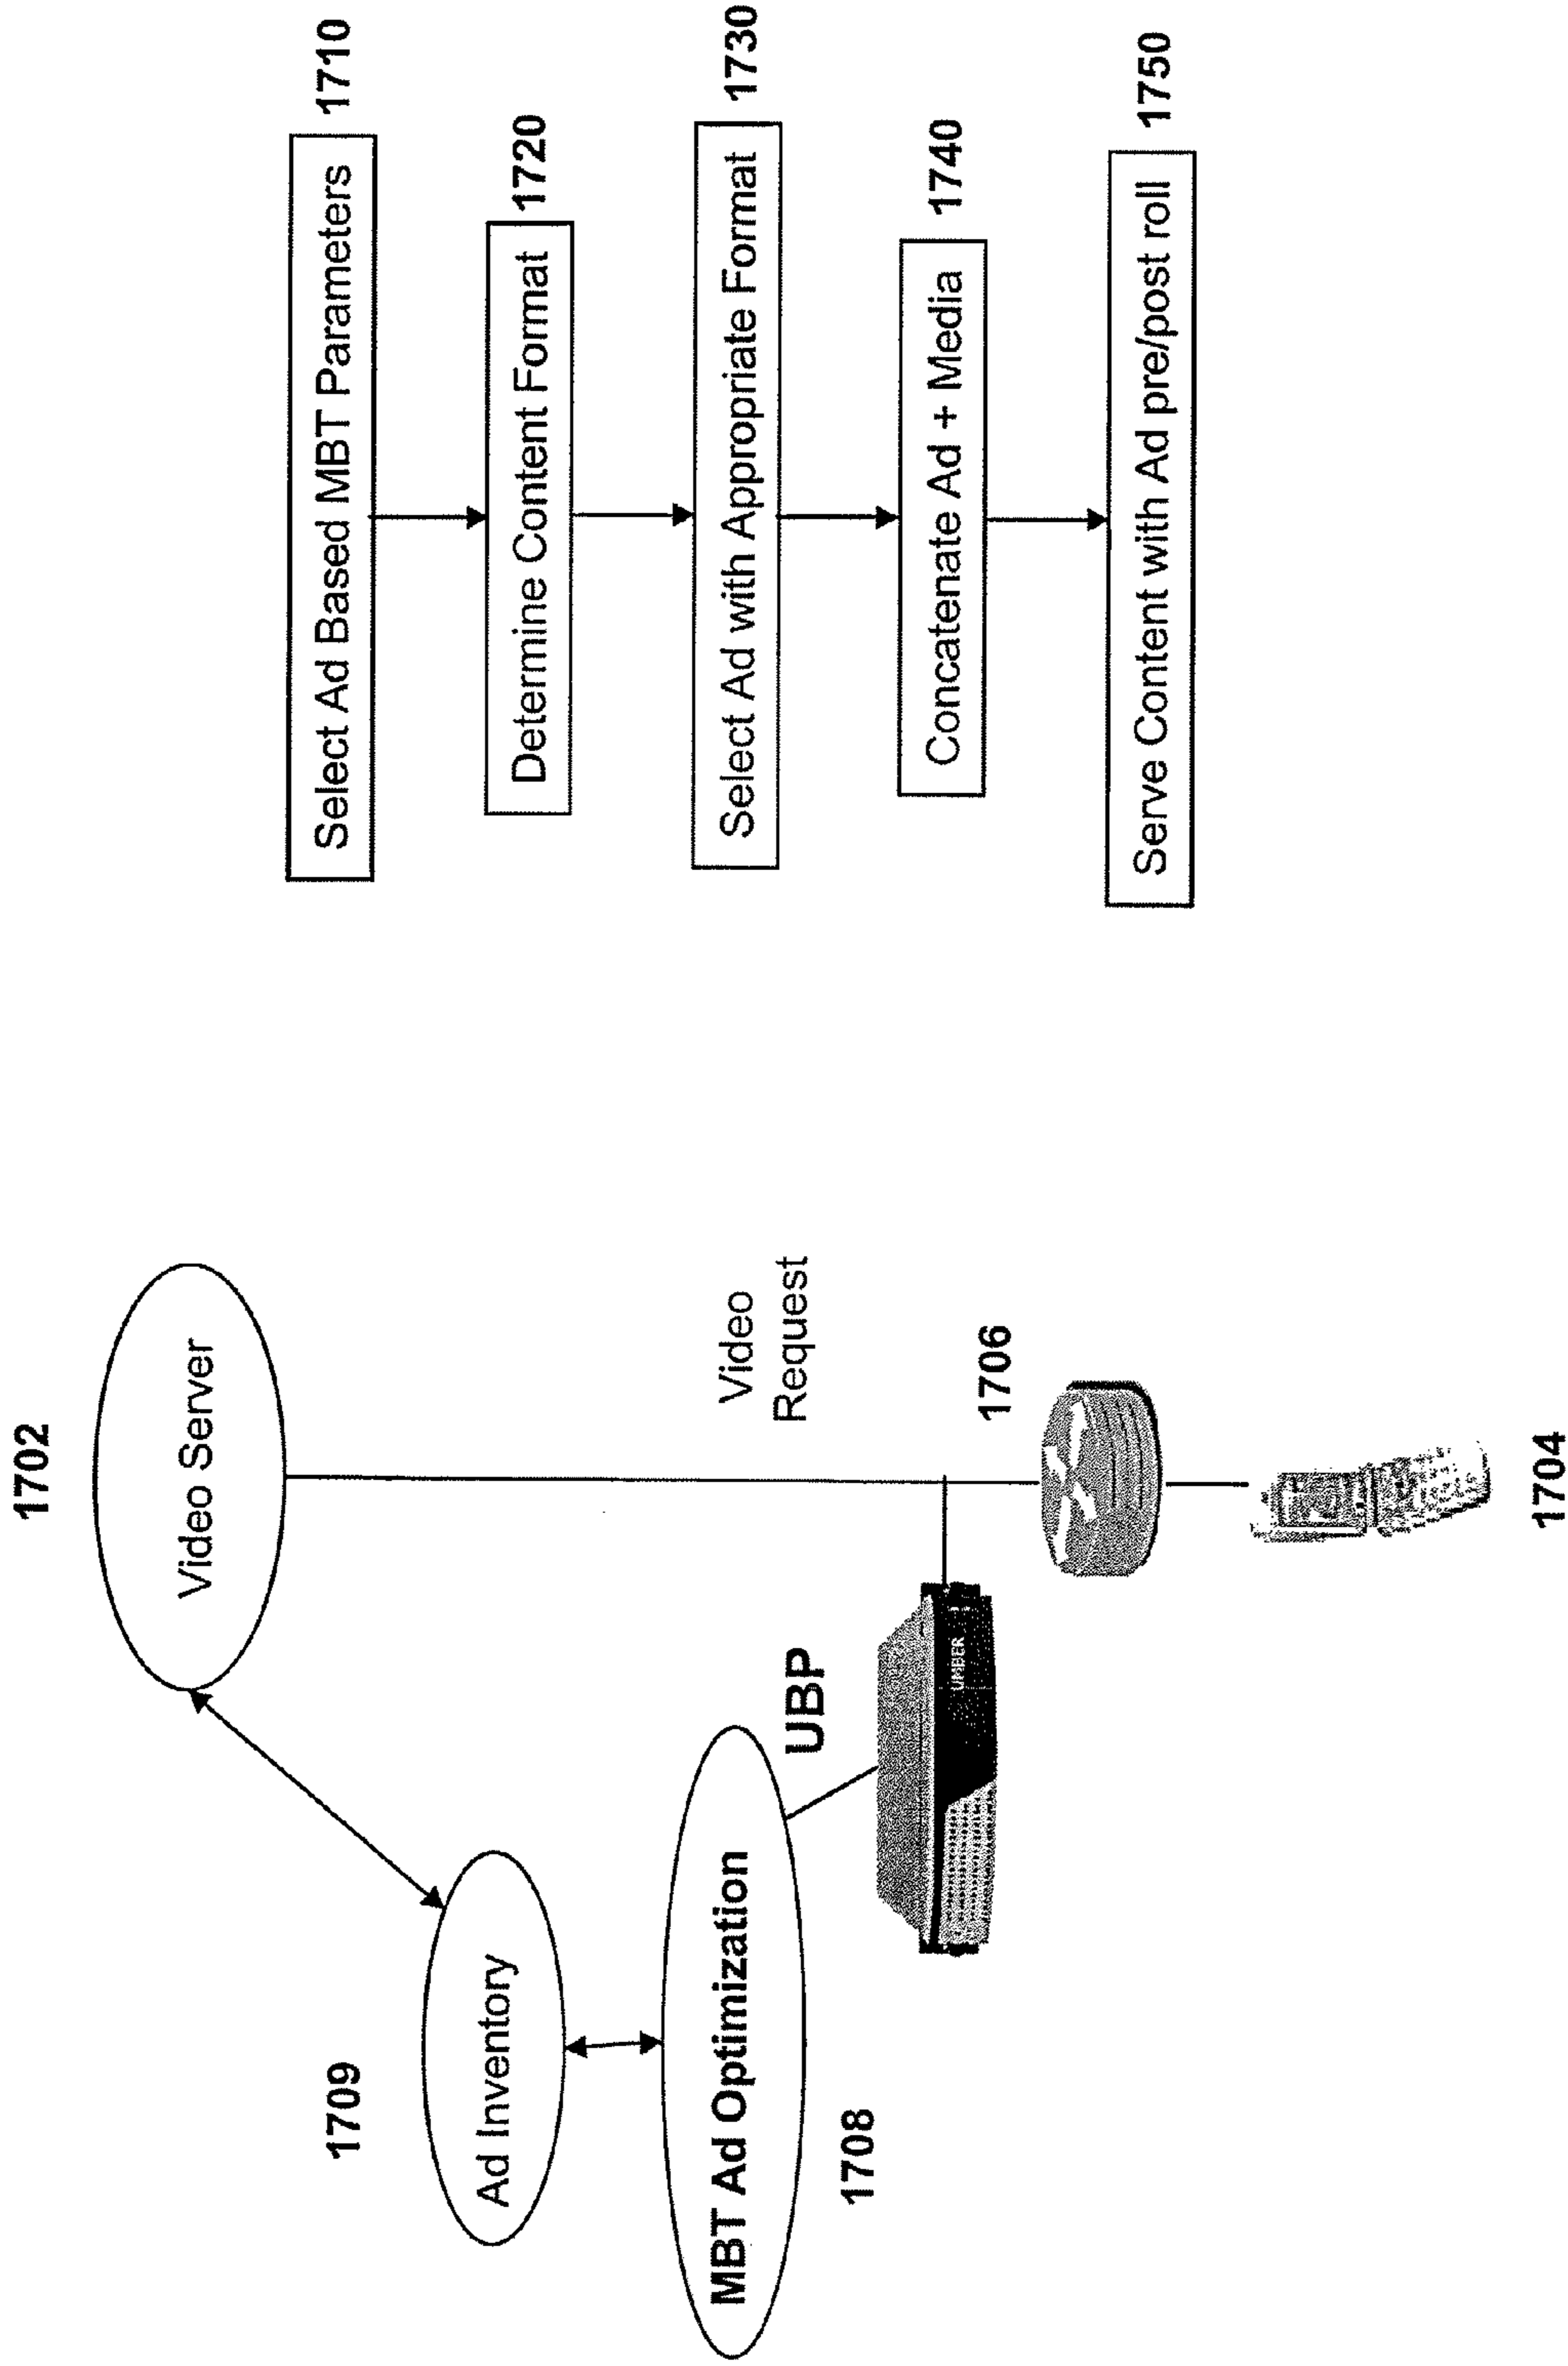 1702
Video Server
1709
Ad Inventory
MBT Ad Optimization
1708
UBP
UMBER
Video
Request
1706
1704
Select Ad Based MBT Parameters
1710
Determine Content Format
1720
Select Ad with Appropriate Format
1730
Concatenate Ad + Media
1740
Serve Content with Ad pre/post roll
1750